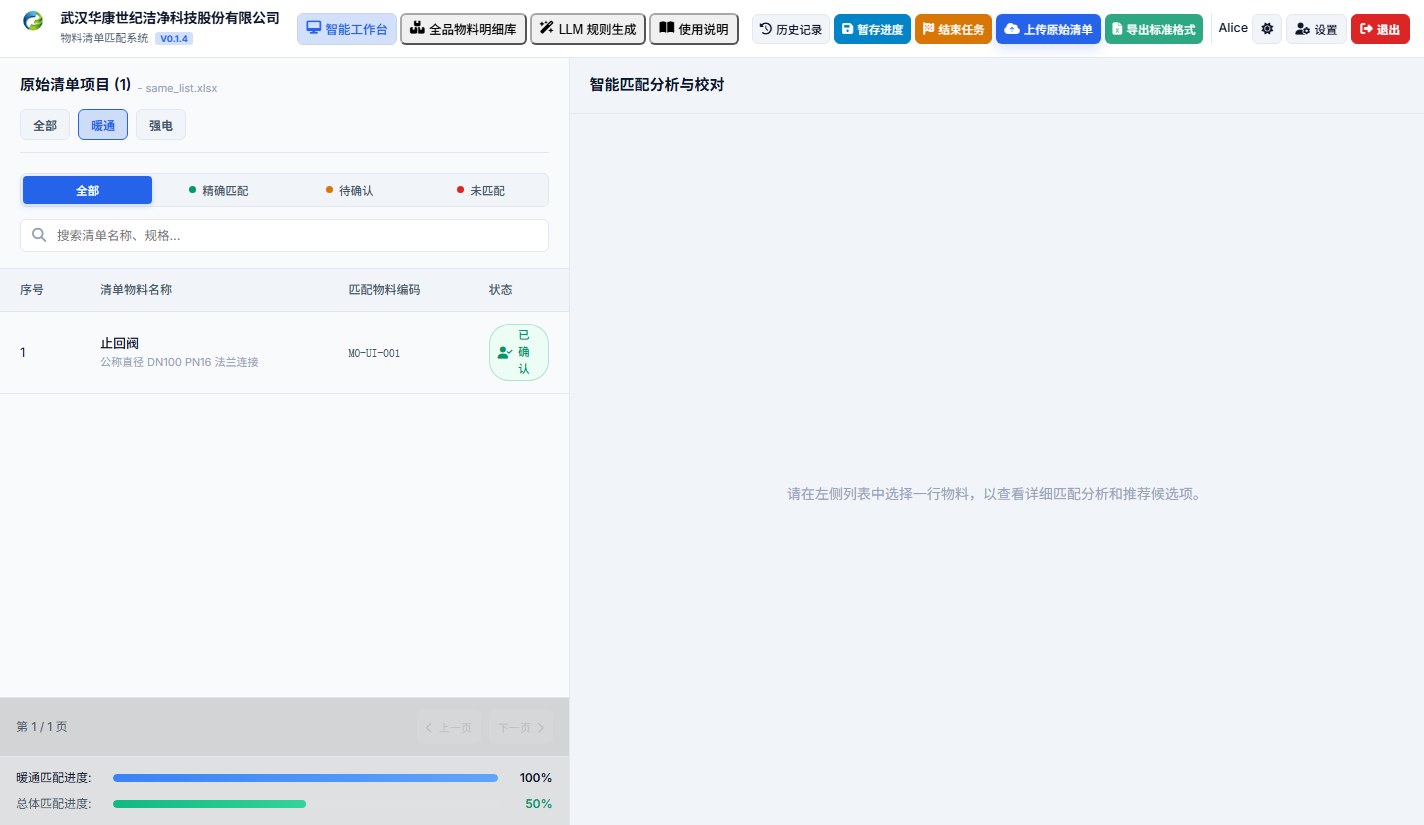 武汉华康世纪洁净科技股份有限公司
物料清单匹配系统 V0.1.4
智能工作台
全品物料明细库
LLM 规则生成
使用说明
历史记录
暂存进度
结束任务
上传原始清单
导出标准格式
Alice
设置
退出
原始清单项目 (1) - same_list.xlsx
全部 暖通 强电
全部 精确匹配 待确认 未匹配
搜索清单名称、规格...
序号 清单物料名称 匹配物料编码 状态
1 止回阀 MO-UI-001 已确认
公称直径 DN100 PN16 法兰连接
第 1 / 1 页 上一页 下一页
暖通匹配进度: 100%
总体匹配进度: 50%
智能匹配分析与校对
请在左侧列表中选择一行物料，以查看详细匹配分析和推荐候选项。